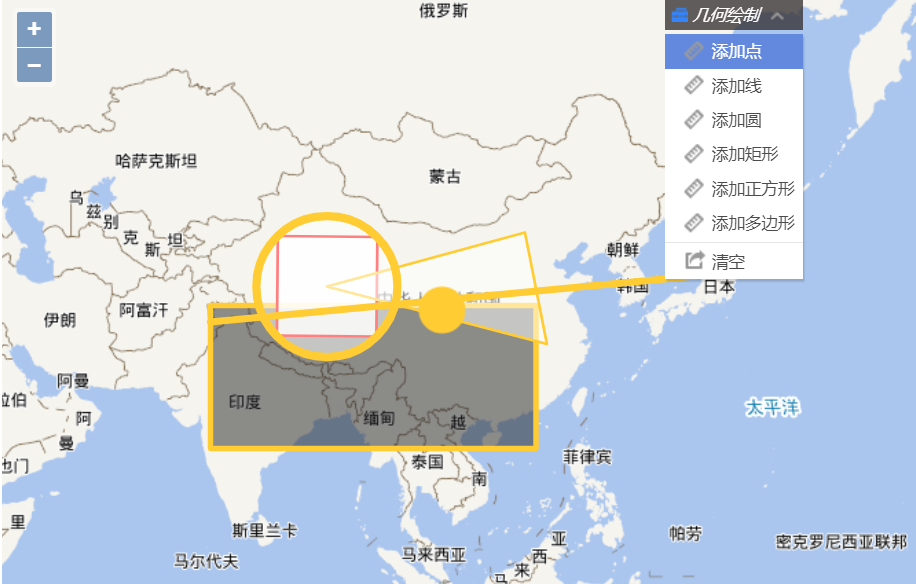 俄罗斯
几何绘制
添加点
添加线
添加圆
添加矩形
添加正方形
添加多边形
清空
哈萨克斯坦
蒙古
乌
兹
别
克
斯
坦
朝鲜
韩国
日本
伊朗
阿富汗
阿曼
拉伯
阿
曼
也门
印度
缅甸
越
泰国
南
太平洋
菲律宾
里
斯里兰卡
马尔代夫
马来西亚
马
来
西
亚
帕劳
密克罗尼西亚联邦